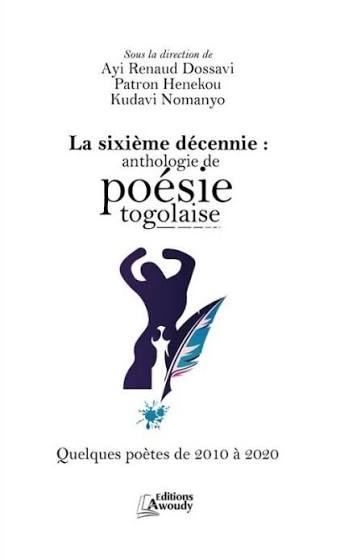 Sous la direction de
Ayi Renaud Dossavi
Patron Henekou
Kudavi Nomanyo
La sixième décennie :
anthologie de
poésie
togolaise
Quelques poètes de 2010 à 2020
Editions
Awoudy